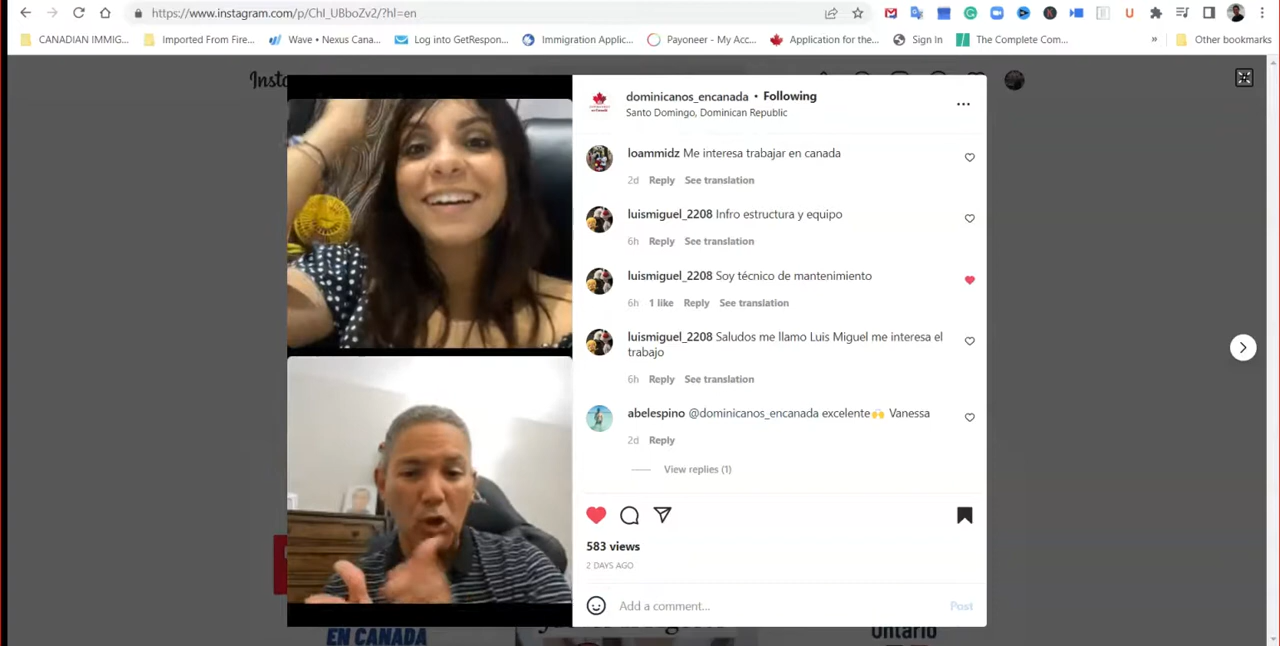 https://www.instagram.com/p/ChI_UBboZv2/?hl=en
CANADIAN IMMIG...
Imported From Fire...
Wave • Nexus Cana...
Log into GetRespon...
Immigration Applic...
Payoneer - My Acc...
Application for the...
Sign In
The Complete Com...
»
Other bookmarks
Insta
dominicanos_encanada • Following
Santo Domingo, Dominican Republic
loammidz Me interesa trabajar en canada
2d Reply See translation
luismiguel_2208 Infro estructura y equipo
6h Reply See translation
luismiguel_2208 Soy técnico de mantenimiento
6h 1 like Reply See translation
luismiguel_2208 Saludos me llamo Luis Miguel me interesa el
trabajo
6h Reply See translation
abelespino @dominicanos_encanada excelente🙌 Vanessa
2d Reply
View replies (1)
583 views
2 DAYS AGO
Add a comment...
Post
EN CANADA
Ontario